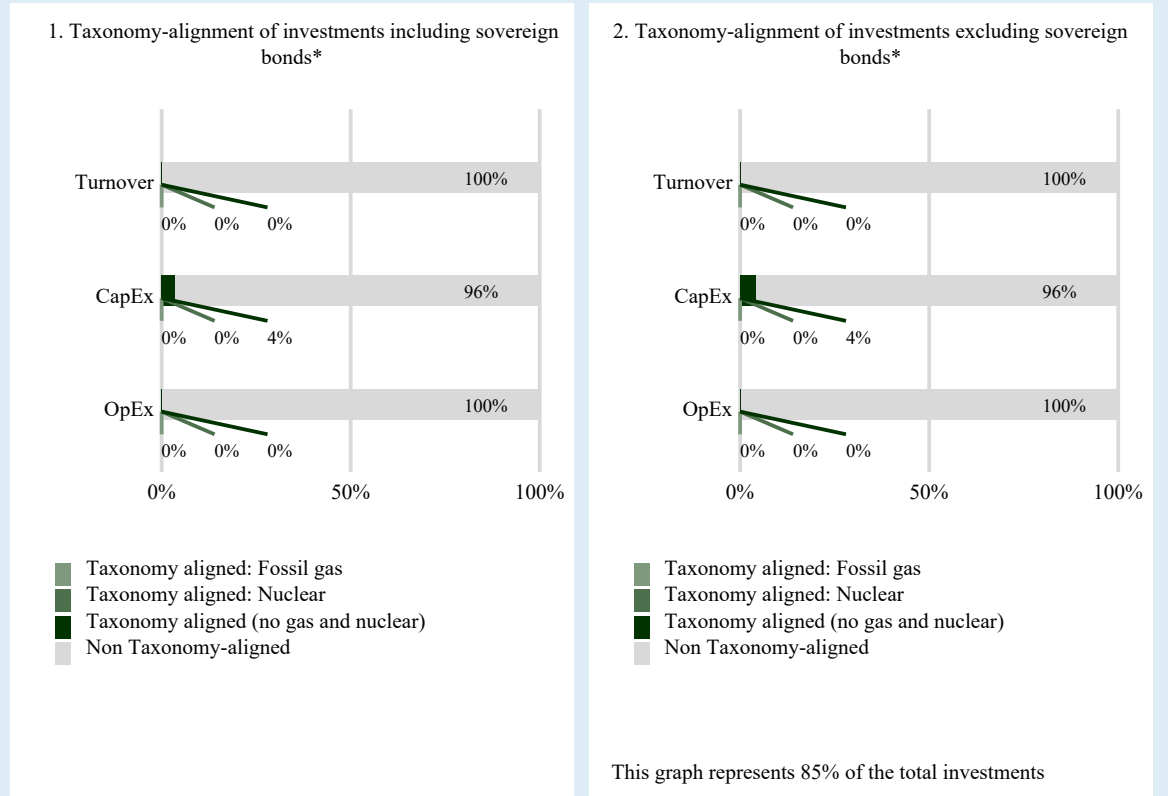 1. Taxonomy-alignment of investments including sovereign
bonds*
Turnover
100%
0% 0% 0%
CapEx
96%
0% 0% 4%
OpEx
100%
0% 0% 0%
0% 50% 100%
Taxonomy aligned: Fossil gas
Taxonomy aligned: Nuclear
Taxonomy aligned (no gas and nuclear)
Non Taxonomy-aligned
2. Taxonomy-alignment of investments excluding sovereign
bonds*
Turnover
100%
0% 0% 0%
CapEx
96%
0% 0% 4%
OpEx
100%
0% 0% 0%
0% 50% 100%
Taxonomy aligned: Fossil gas
Taxonomy aligned: Nuclear
Taxonomy aligned (no gas and nuclear)
Non Taxonomy-aligned
This graph represents 85% of the total investments